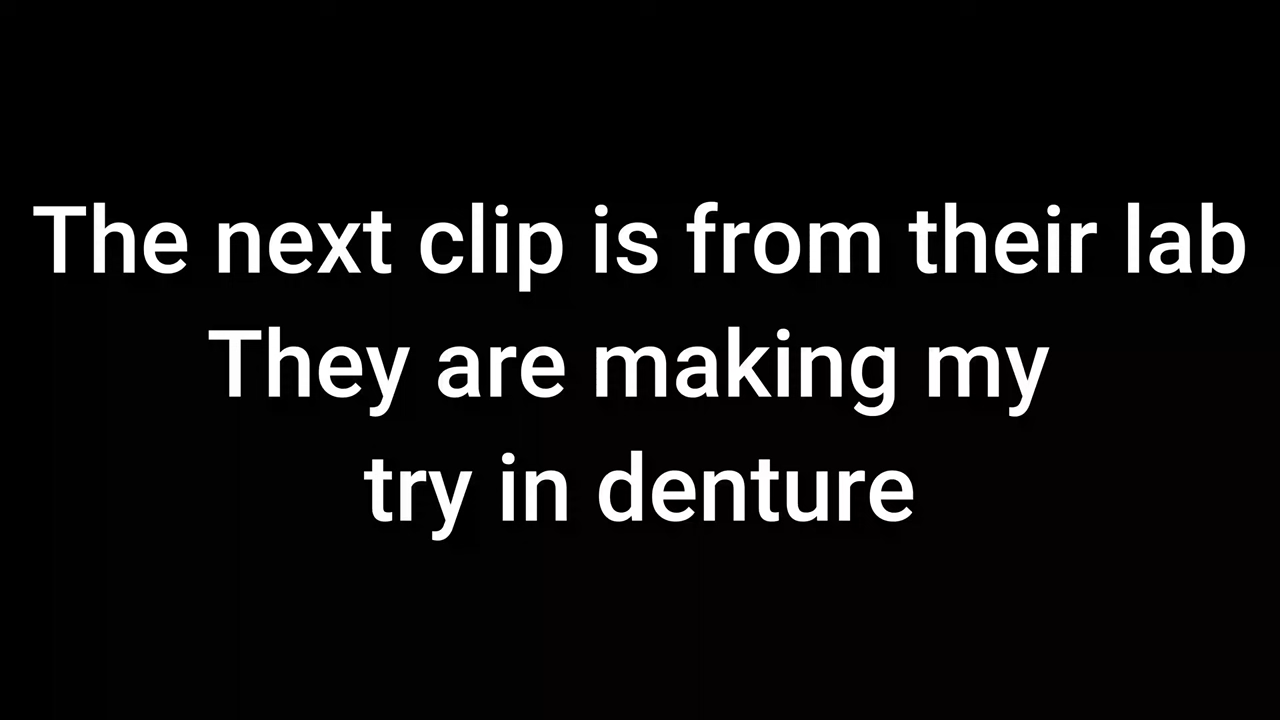 The next clip is from their lab
They are making my
try in denture